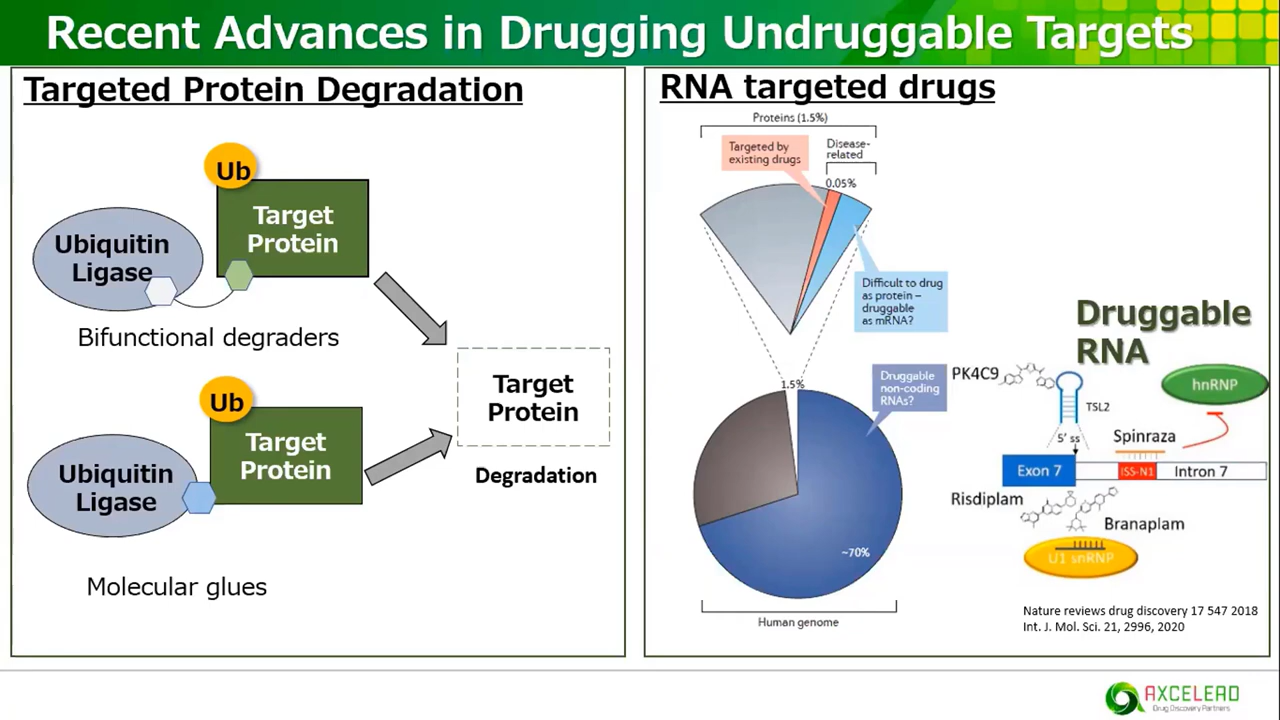 Recent Advances in Drugging Undruggable Targets
Targeted Protein Degradation
Ub
Target
Protein
Ubiquitin
Ligase
Bifunctional degraders
Ub
Target
Protein
Ubiquitin
Ligase
Molecular glues
Target
Protein
Degradation
RNA targeted drugs
Proteins (1.5%)
Targeted by
existing drugs
Disease-
related
0.05%
Difficult to drug
as protein –
druggable
as mRNA?
1.5%
Druggable
non-coding
RNAs?
~70%
Human genome
Druggable
RNA
PK4C9
TSL2
hnRNP
5' ss
Spinraza
Exon 7
ISS-N1
Intron 7
Risdiplam
Branaplam
U1 snRNP
Nature reviews drug discovery 17 547 2018
Int. J. Mol. Sci. 21, 2996, 2020
AXCELEAD
Drug Discovery Partners